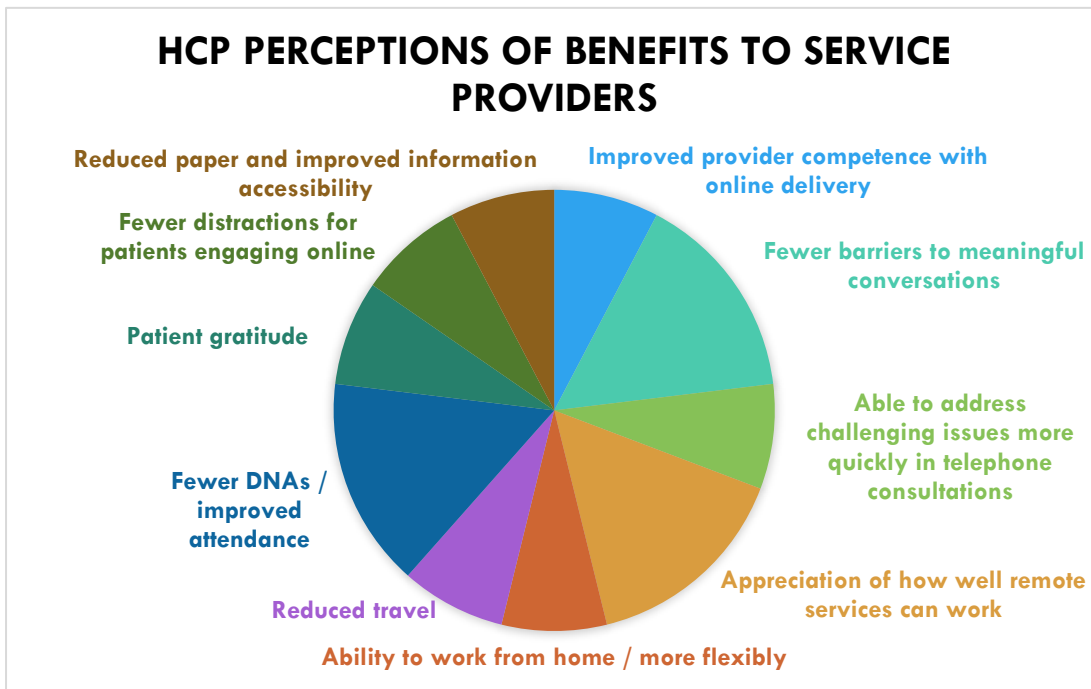 HCP PERCEPTIONS OF BENEFITS TO SERVICE
PROVIDERS
Reduced paper and improved information
accessibility
Improved provider competence with
online delivery
Fewer distractions for
patients engaging online
Fewer barriers to meaningful
conversations
Patient gratitude
Able to address
challenging issues more
quickly in telephone
consultations
Fewer DNAs /
improved
attendance
Appreciation of how well remote
services can work
Reduced travel
Ability to work from home / more flexibly